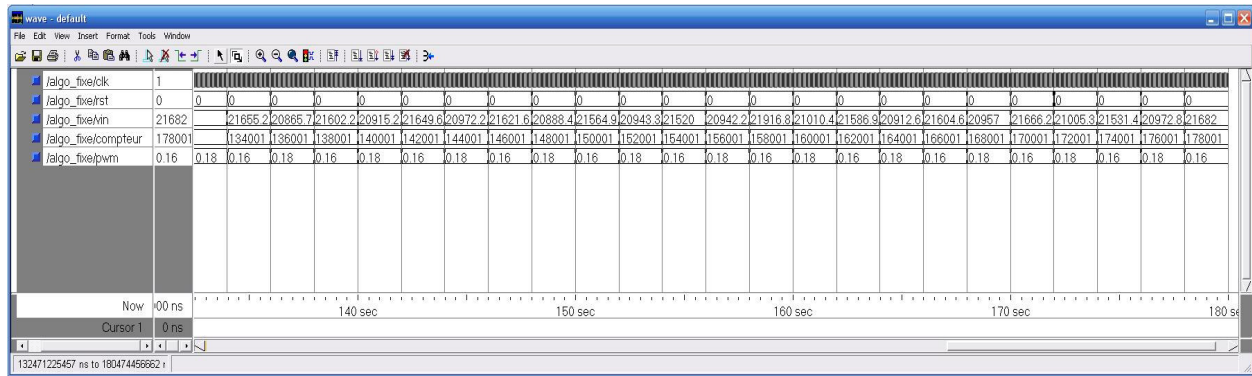 wave - default
File Edit View Insert Format Tools Window
/algo_fixe/clk 1
/algo_fixe/rst 0 0 0 0 0 0 0 0 0 0 0 0 0 0 0 0 0 0 0 0 0 0 0 0 0
/algo_fixe/vin 21682 21655.2 20865.7 21602.2 20915.2 21649.6 20972.2 21621.6 20888.4 21564.9 20943.3 21520 20942.2 21916.8 21010.4 21586.9 20912.6 21604.6 20957 21666.2 21005.3 21531.4 20972.8 21682
/algo_fixe/compteur 178001 134001 136001 138001 140001 142001 144001 146001 148001 150001 152001 154001 156001 158001 160001 162001 164001 166001 168001 170001 172001 174001 176001 178001
/algo_fixe/pwm 0.16 0.18 0.16 0.18 0.16 0.18 0.16 0.18 0.16 0.18 0.16 0.18 0.16 0.18 0.16 0.18 0.16 0.18 0.16 0.18 0.16 0.18 0.16 0.18 0.16
Now 00 ns 140 sec 150 sec 160 sec 170 sec 180 se
Cursor 1 0 ns
132471225457 ns to 180474456662 r